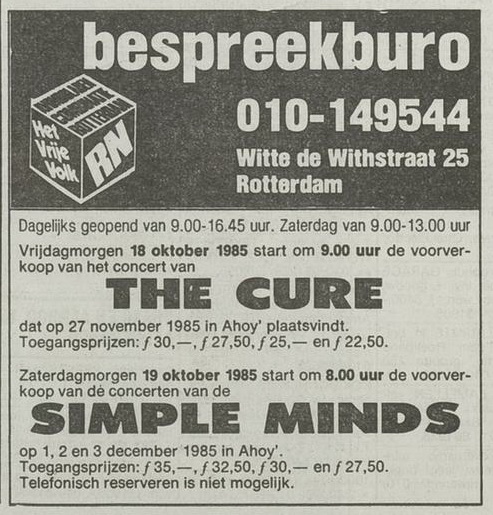 bespreekburo
010-149544
Witte de Withstraat 25
Rotterdam
Het
Vrije
Volk
RN
Dagelijks geopend van 9.00-16.45 uur. Zaterdag van 9.00-13.00 uur
Vrijdagmorgen 18 oktober 1985 start om 9.00 uur de voorver-
koop van het concert van
THE CURE
dat op 27 november 1985 in Ahoy' plaatsvindt.
Toegangsprijzen: ƒ 30,—, ƒ 27,50, ƒ 25,— en ƒ 22,50.
Zaterdagmorgen 19 oktober 1985 start om 8.00 uur de voorver-
koop van dé concerten van de
SIMPLE MINDS
op 1, 2 en 3 december 1985 in Ahoy'.
Toegangsprijzen: ƒ 35,—, ƒ 32,50, ƒ 30,— en ƒ 27,50.
Telefonisch reserveren is niet mogelijk.